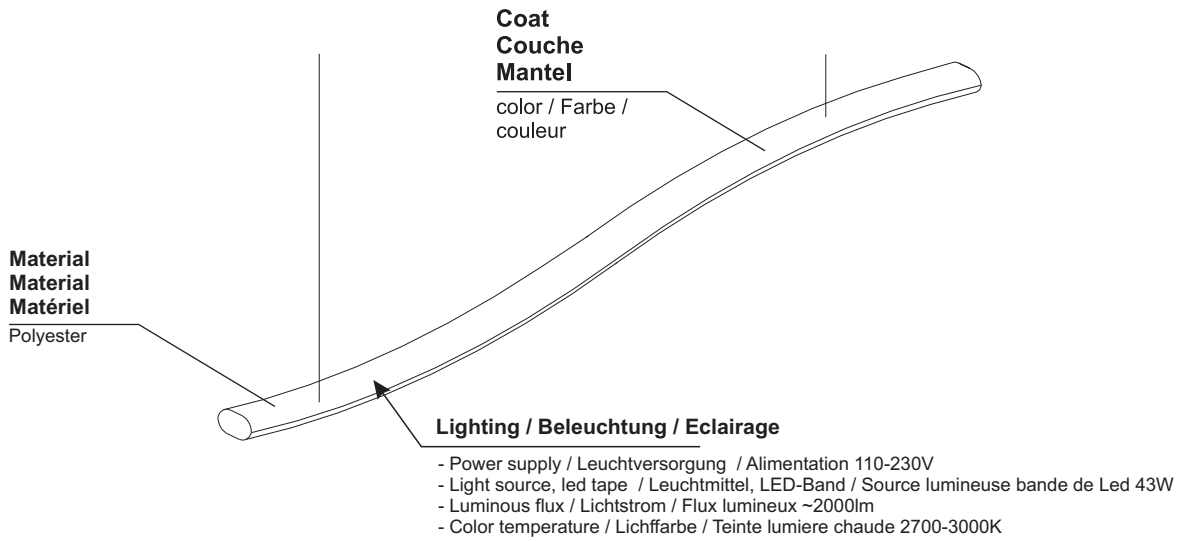 Coat
Couche
Mantel
color / Farbe /
couleur
Material
Material
Matériel
Polyester
Lighting / Beleuchtung / Eclairage
- Power supply / Leuchtversorgung / Alimentation 110-230V
- Light source, led tape / Leuchtmittel, LED-Band / Source lumineuse bande de Led 43W
- Luminous flux / Lichtstrom / Flux lumineux ~2000lm
- Color temperature / Lichffarbe / Teinte lumiere chaude 2700-3000K